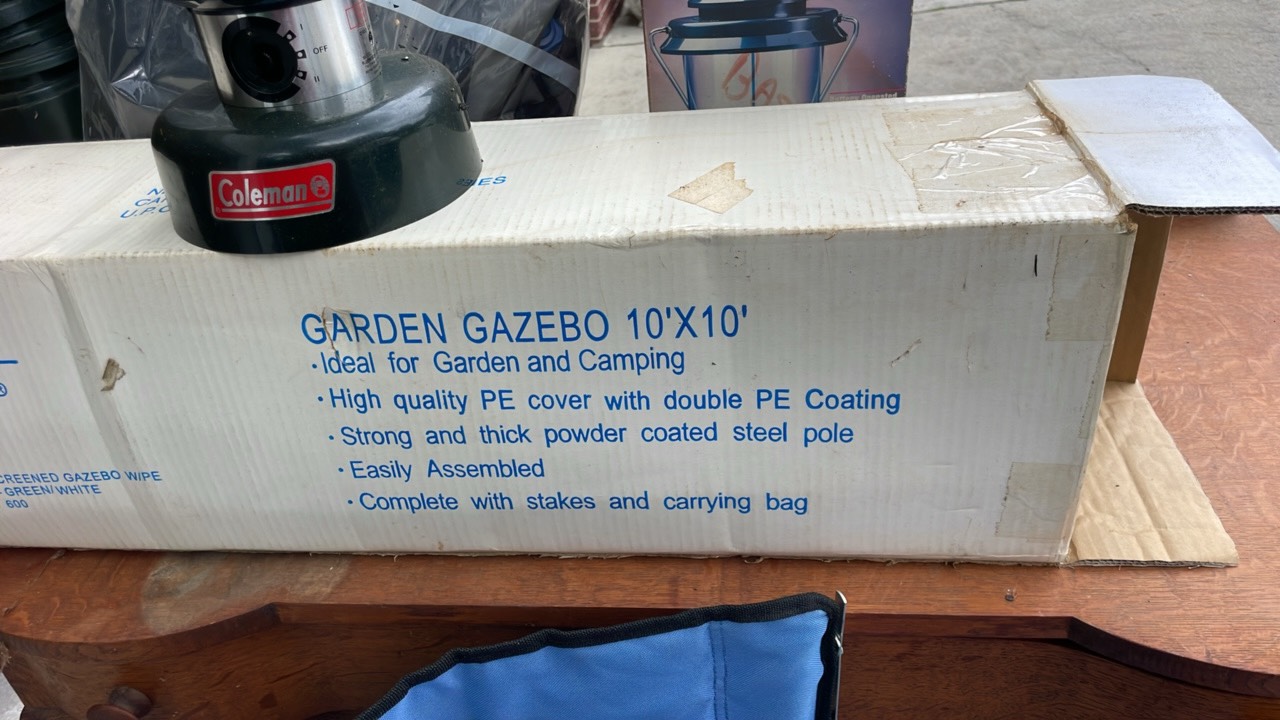 I
OFF
II
Coleman
U.P.C
GARDEN GAZEBO 10'X10'
·Ideal for Garden and Camping
·High quality PE cover with double PE Coating
·Strong and thick powder coated steel pole
·Easily Assembled
·Complete with stakes and carrying bag
®
GAZEBO W/PE
GREEN/WHITE
600